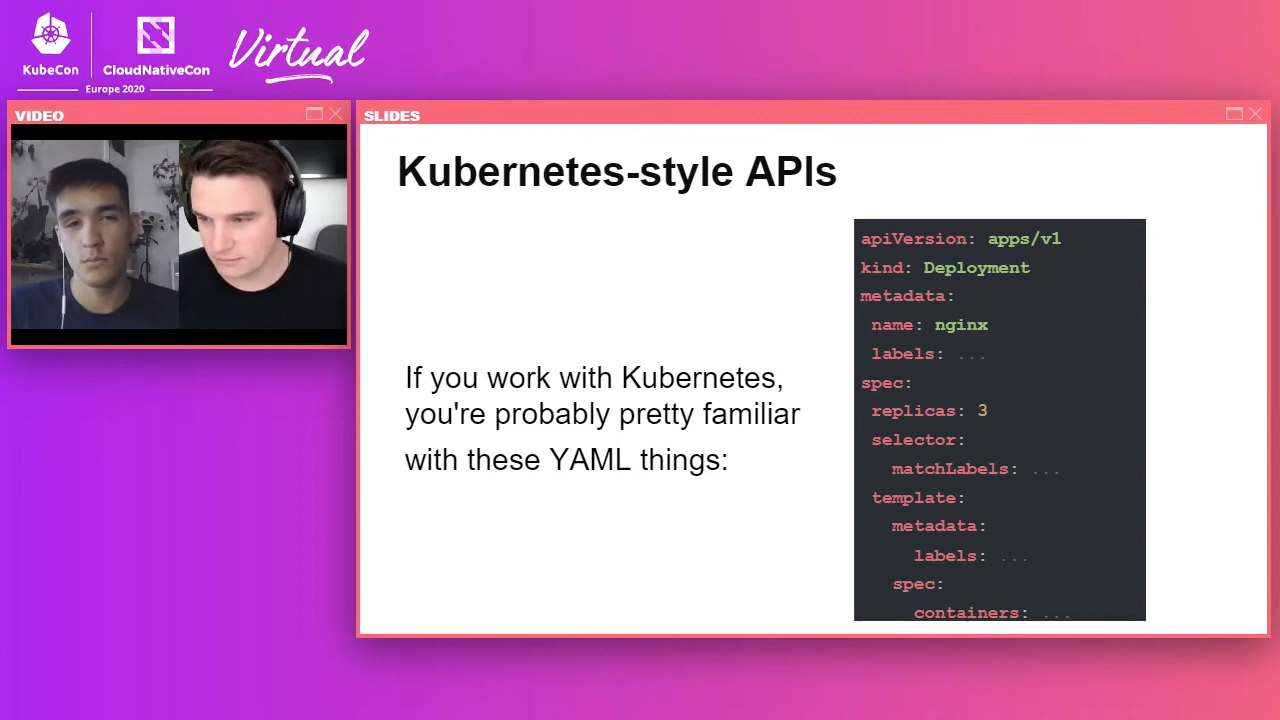 KubeCon
CloudNativeCon
Europe 2020
Virtual
VIDEO
SLIDES
Kubernetes-style APIs
If you work with Kubernetes,
you're probably pretty familiar
with these YAML things:
apiVersion: apps/v1
kind: Deployment
metadata:
name: nginx
labels: ...
spec:
replicas: 3
selector:
matchLabels: ...
template:
metadata:
labels: ...
spec:
containers: ...